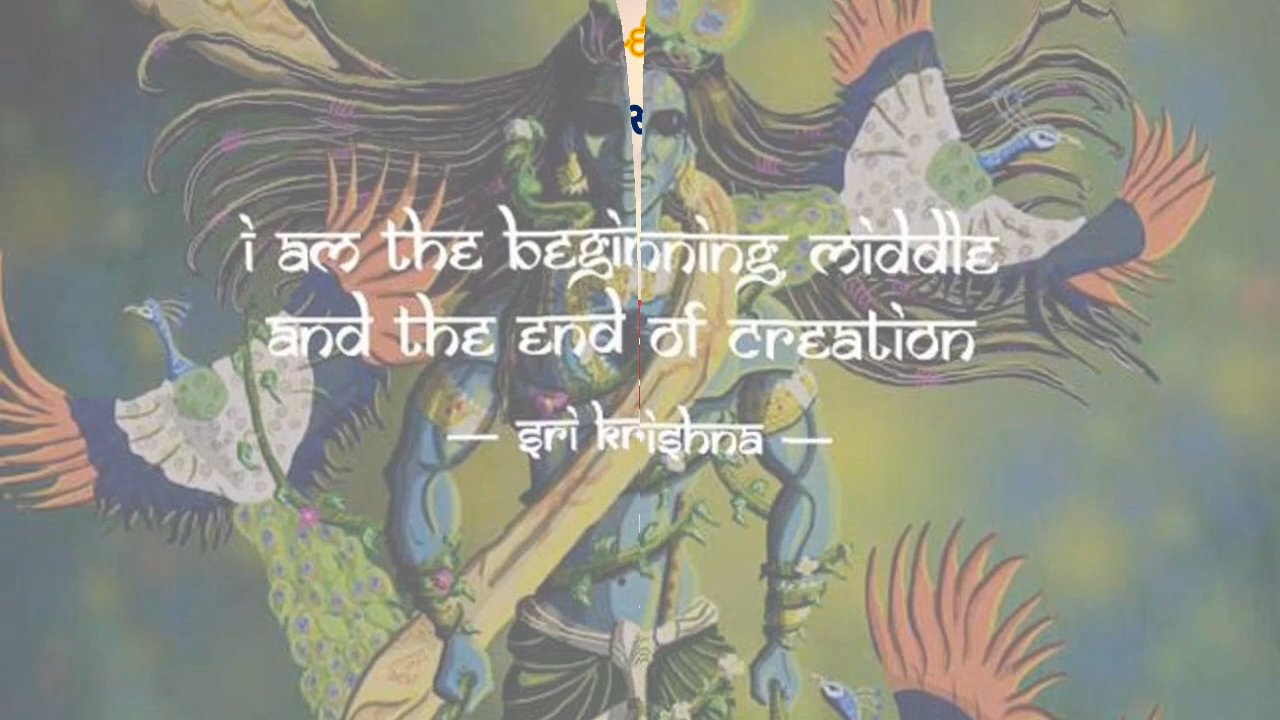 i am the beginning middle
and the end of creation
— sri krishna —